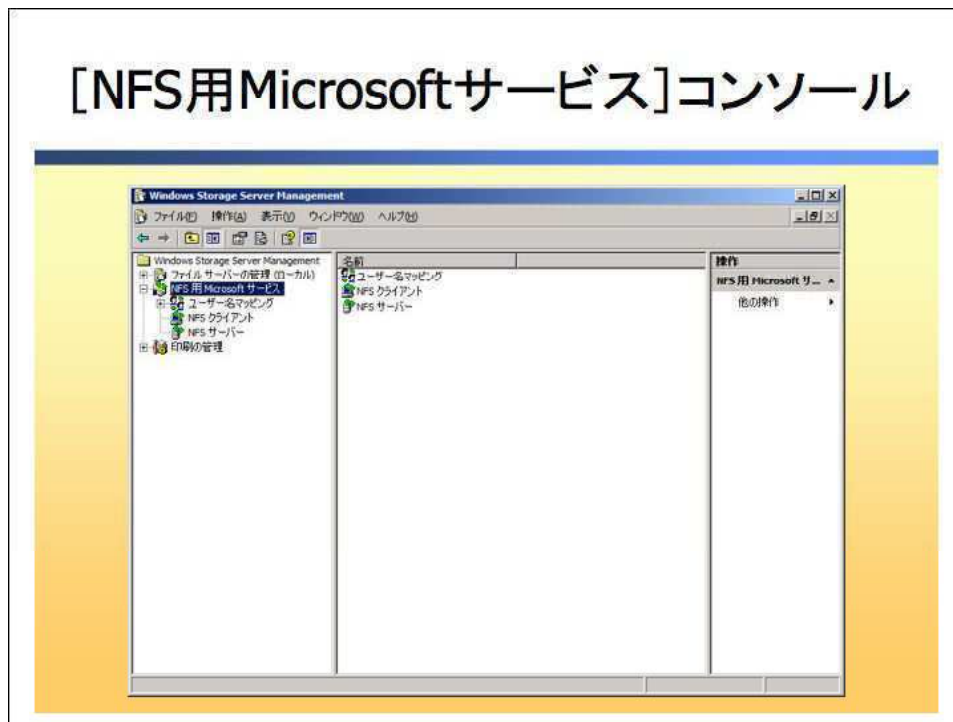 [NFS用Microsoftサービス]コンソール
Windows Storage Server Management
ファイル(F) 操作(A) 表示(V) ウィンドウ(W) ヘルプ(H)
Windows Storage Server Management
ファイル サーバーの管理 (ローカル)
NFS 用 Microsoft サービス
ユーザー名マッピング
NFS クライアント
NFS サーバー
印刷の管理
名前
ユーザー名マッピング
NFS クライアント
NFS サーバー
操作
NFS 用 Microsoft サ...
他の操作